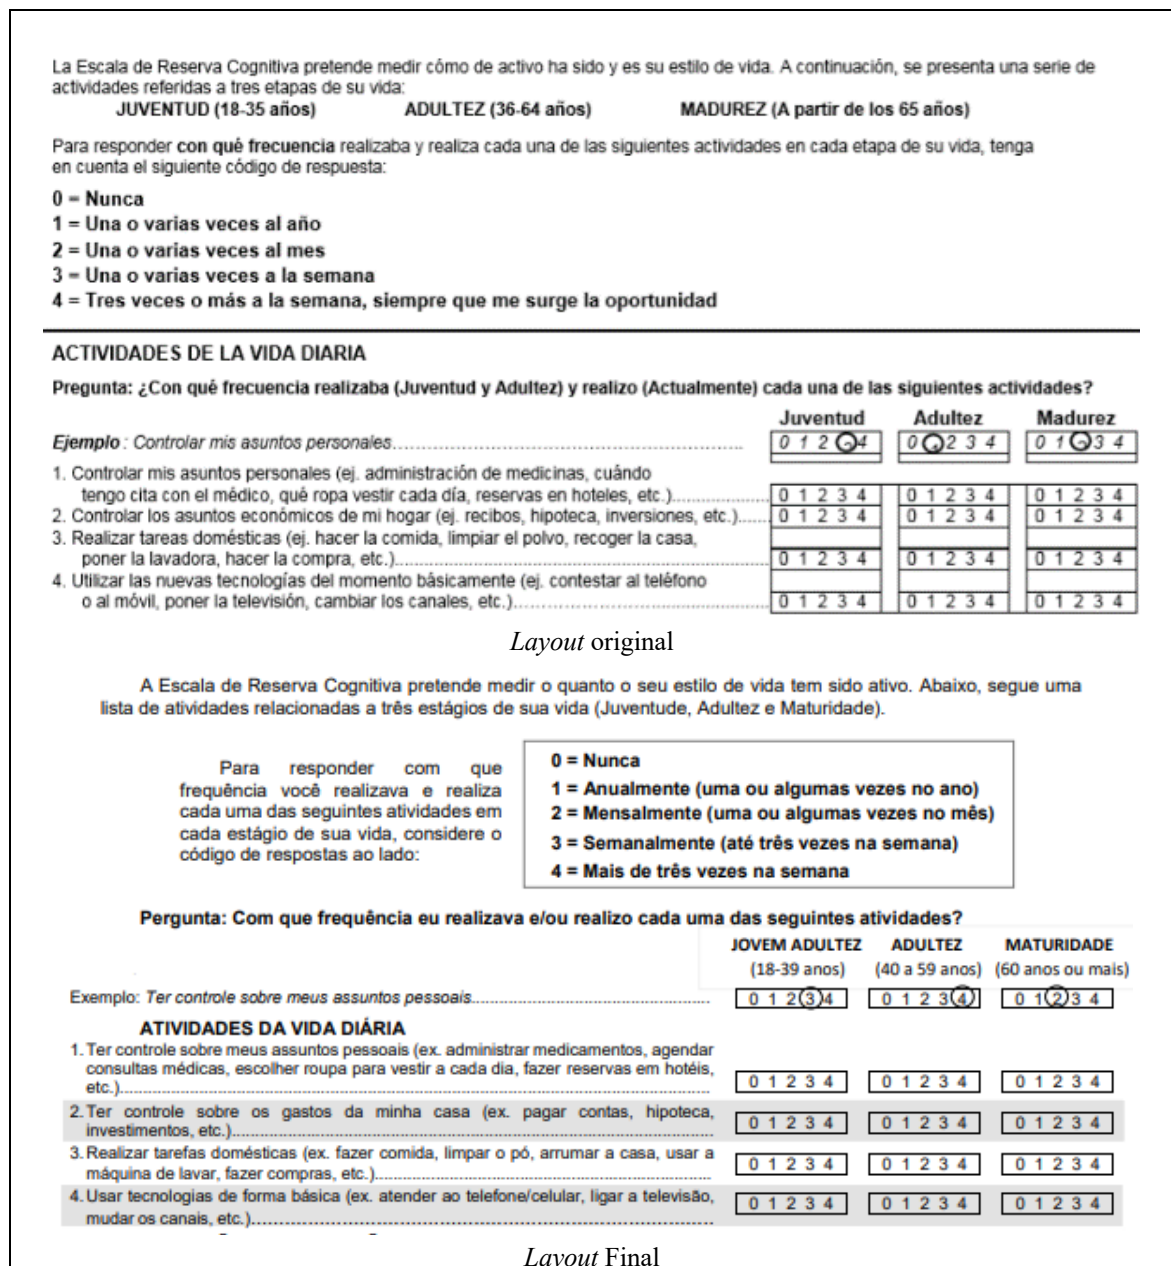 La Escala de Reserva Cognitiva pretende medir cómo de activo ha sido y es su estilo de vida. A continuación, se presenta una serie de
actividades referidas a tres etapas de su vida:
JUVENTUD (18-35 años) ADULTEZ (36-64 años) MADUREZ (A partir de los 65 años)
Para responder con qué frecuencia realizaba y realiza cada una de las siguientes actividades en cada etapa de su vida, tenga
en cuenta el siguiente código de respuesta:
0 = Nunca
1 = Una o varias veces al año
2 = Una o varias veces al mes
3 = Una o varias veces a la semana
4 = Tres veces o más a la semana, siempre que me surge la oportunidad
ACTIVIDADES DE LA VIDA DIARIA
Pregunta: ¿Con qué frecuencia realizaba (Juventud y Adultez) y realizo (Actualmente) cada una de las siguientes actividades?
Juventud Adultez Madurez
Ejemplo : Controlar mis asuntos personales 0 1 2 4 0 2 3 4 0 1 3 4
1. Controlar mis asuntos personales (ej. administración de medicinas, cuándo
tengo cita con el médico, qué ropa vestir cada día, reservas en hoteles, etc.) 0 1 2 3 4 0 1 2 3 4 0 1 2 3 4
2. Controlar los asuntos económicos de mi hogar (ej. recibos, hipoteca, inversiones, etc.) 0 1 2 3 4 0 1 2 3 4 0 1 2 3 4
3. Realizar tareas domésticas (ej. hacer la comida, limpiar el polvo, recoger la casa,
poner la lavadora, hacer la compra, etc.) 0 1 2 3 4 0 1 2 3 4 0 1 2 3 4
4. Utilizar las nuevas tecnologías del momento básicamente (ej. contestar al teléfono
o al móvil, poner la televisión, cambiar los canales, etc.) 0 1 2 3 4 0 1 2 3 4 0 1 2 3 4
Layout original
A Escala de Reserva Cognitiva pretende medir o quanto o seu estilo de vida tem sido ativo. Abaixo, segue uma
lista de atividades relacionadas a três estágios de sua vida (Juventude, Adultez e Maturidade).
Para responder com que
frequência você realizava e realiza
cada uma das seguintes atividades em
cada estágio de sua vida, considere o
código de respostas ao lado:
0 = Nunca
1 = Anualmente (uma ou algumas vezes no ano)
2 = Mensalmente (uma ou algumas vezes no mês)
3 = Semanalmente (até três vezes na semana)
4 = Mais de três vezes na semana
Pergunta: Com que frequência eu realizava e/ou realizo cada uma das seguintes atividades?
JOVEM ADULTEZ ADULTEZ MATURIDADE
(18-39 anos) (40 a 59 anos) (60 anos ou mais)
Exemplo: Ter controle sobre meus assuntos pessoais 0 1 2 3 4 0 1 2 3 4 0 1 2 3 4
ATIVIDADES DA VIDA DIÁRIA
1. Ter controle sobre meus assuntos pessoais (ex. administrar medicamentos, agendar
consultas médicas, escolher roupa para vestir a cada dia, fazer reservas em hotéis,
etc.) 0 1 2 3 4 0 1 2 3 4 0 1 2 3 4
2. Ter controle sobre os gastos da minha casa (ex. pagar contas, hipoteca,
investimentos, etc.) 0 1 2 3 4 0 1 2 3 4 0 1 2 3 4
3. Realizar tarefas domésticas (ex. fazer comida, limpar o pó, arrumar a casa, usar a
máquina de lavar, fazer compras, etc.) 0 1 2 3 4 0 1 2 3 4 0 1 2 3 4
4. Usar tecnologias de forma básica (ex. atender ao telefone/celular, ligar a televisão,
mudar os canais, etc.) 0 1 2 3 4 0 1 2 3 4 0 1 2 3 4
Layout Final